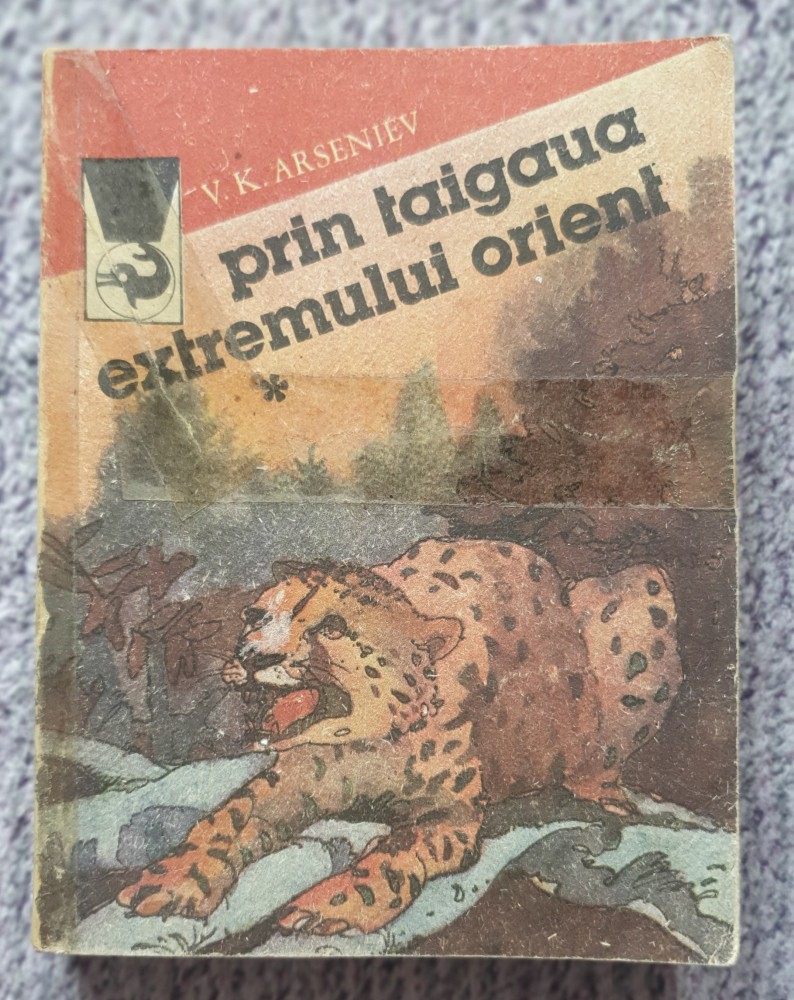 V. K. ARSENIEV
prin taigaua
extremului orient
*